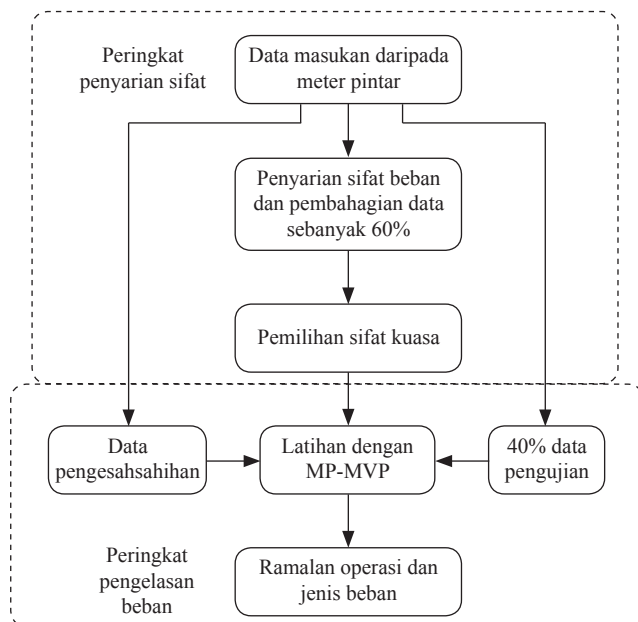 Peringkat
penyarian sifat
Data masukan daripada
meter pintar
Penyarian sifat beban
dan pembahagian data
sebanyak 60%
Pemilihan sifat kuasa
Data
pengesahsahihan
Latihan dengan
MP-MVP
40% data
pengujian
Peringkat
pengelasan
beban
Ramalan operasi dan
jenis beban